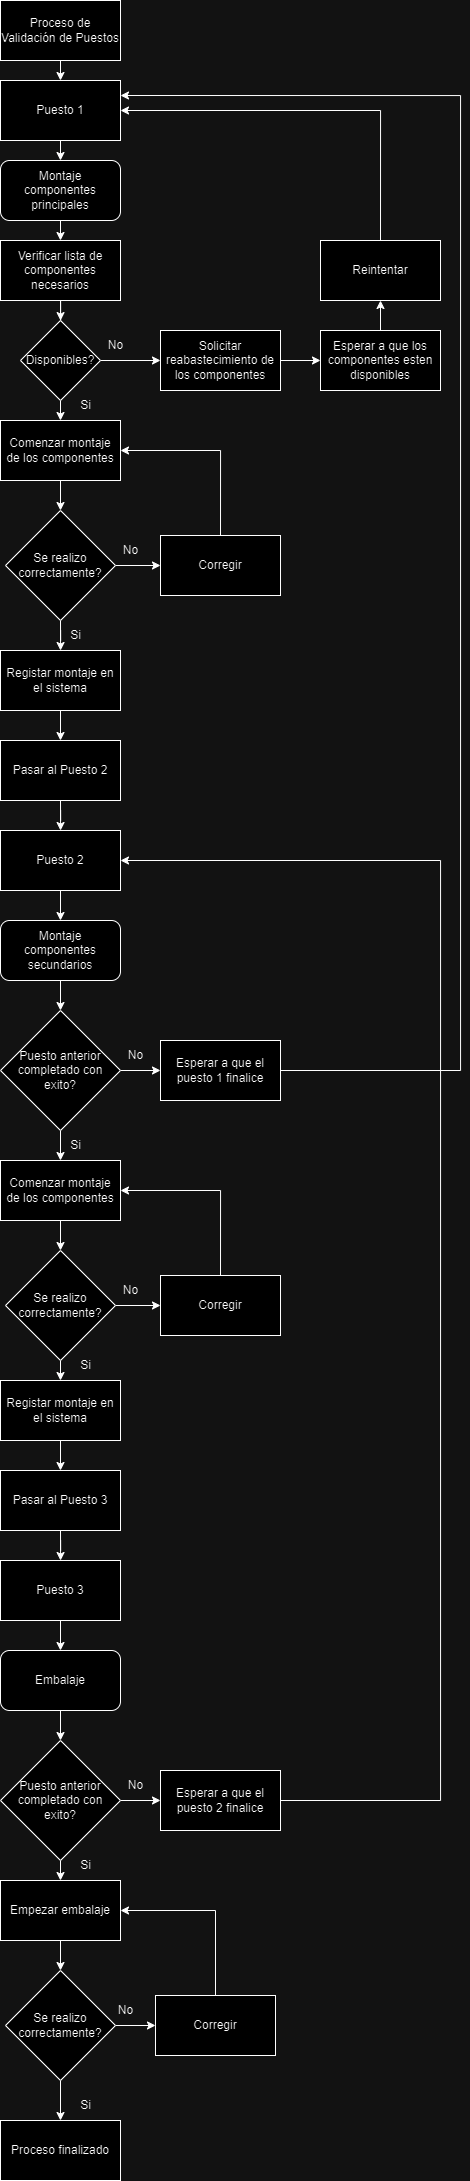 Proceso de
Validación de Puestos
Puesto 1
Montaje
componentes
principales
Verificar lista de
componentes
necesarios
Reintentar
Disponibles?
No
Solicitar
reabastecimiento de
los componentes
Esperar a que los
componentes esten
disponibles
Si
Comenzar montaje
de los componentes
Se realizo
correctamente?
No
Corregir
Si
Registar montaje en
el sistema
Pasar al Puesto 2
Puesto 2
Montaje
componentes
secundarios
Puesto anterior
completado con
exito?
No
Esperar a que el
puesto 1 finalice
Si
Comenzar montaje
de los componentes
Se realizo
correctamente?
No
Corregir
Si
Registar montaje en
el sistema
Pasar al Puesto 3
Puesto 3
Embalaje
Puesto anterior
completado con
exito?
No
Esperar a que el
puesto 2 finalice
Si
Empezar embalaje
Se realizo
correctamente?
No
Corregir
Si
Proceso finalizado